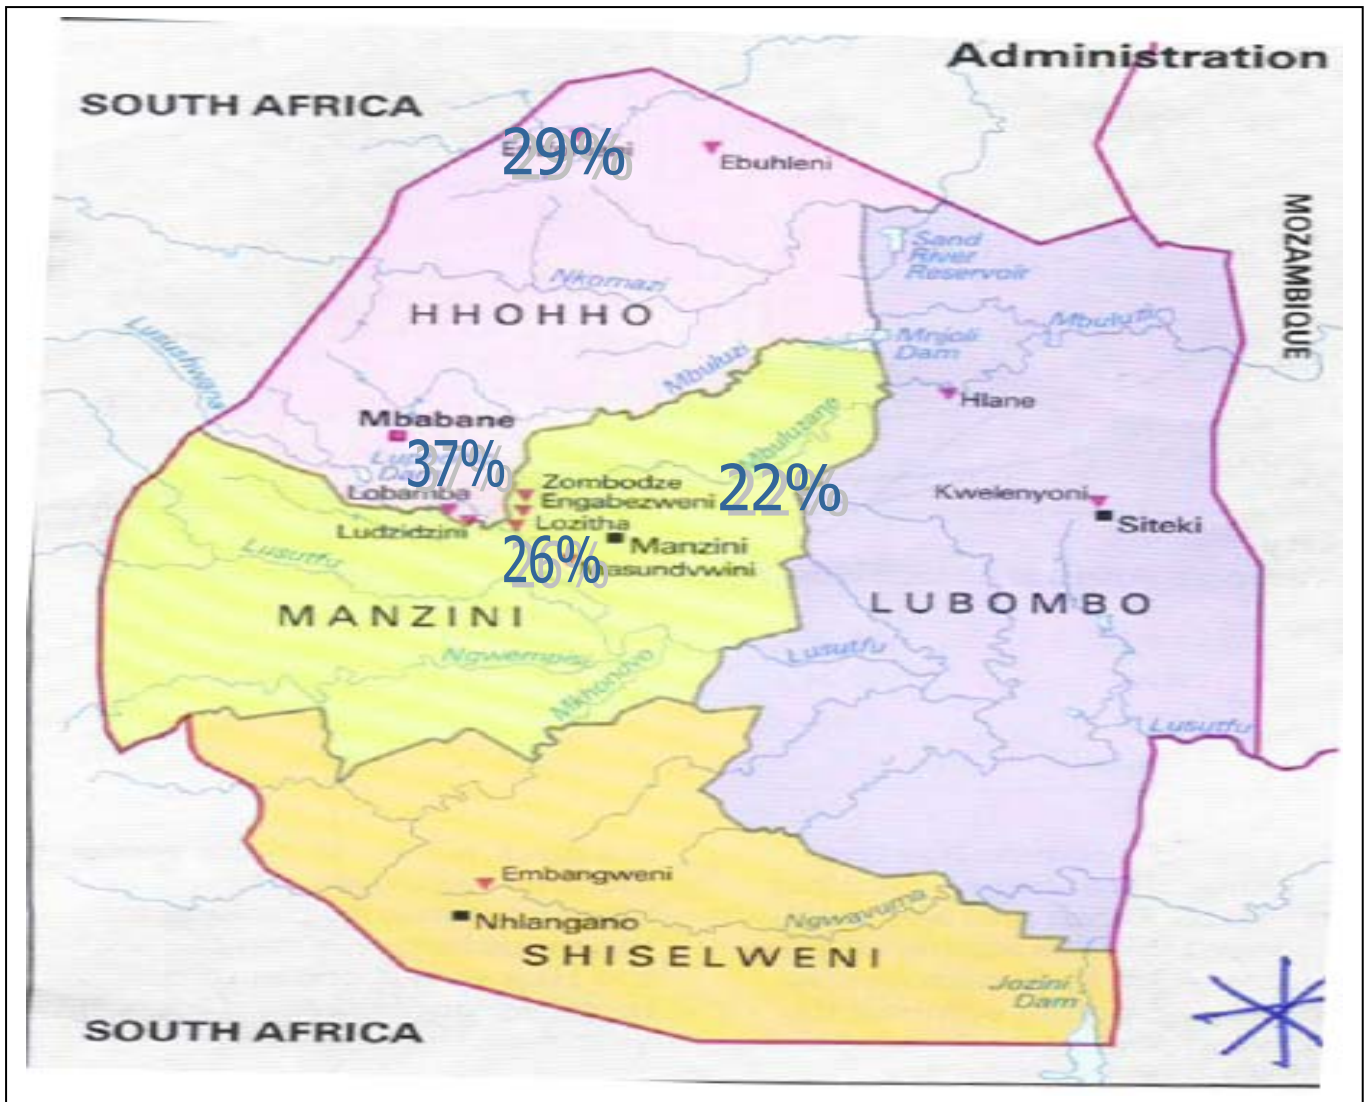 Administration
SOUTH AFRICA
29%
Ebuhleni
MOZAMBIQUE
Sand
River
Reservoir
Nkomazi
HHOHHO
Mbuluzi
Mnjoli
Dam
Lusushwana
Mbuluzi
Hlane
Mbabane
Mbuluzane
37%
Lobamba
Zombodze
Engabezweni
22%
Kwelenyoni
Siteki
Ludzidzini
Lozitha
Manzini
26%
Masundvwini
Lusutfu
MANZINI
LUBOMBO
Ngwempisi
Mkhondvo
Lusutfu
Lusutfu
Embangweni
Nhlangano
Ngwavuma
SHISELWENI
Jozini
Dam
SOUTH AFRICA